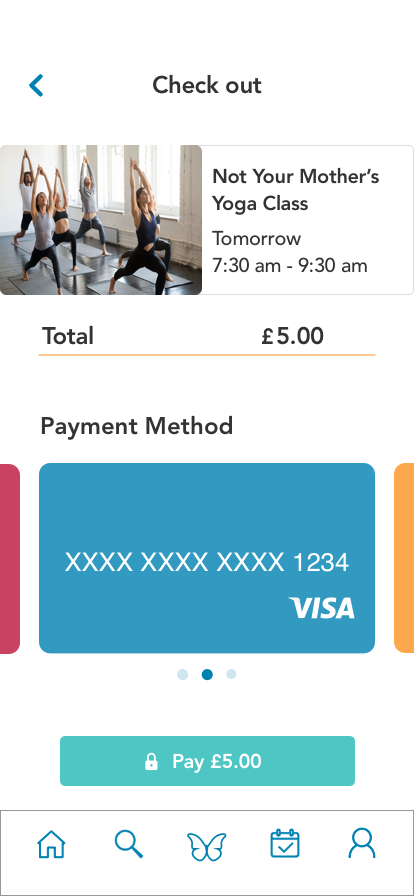 Check out
Not Your Mother’s
Yoga Class
Tomorrow
7:30 am - 9:30 am
Total £5.00
Payment Method
XXXX XXXX XXXX 1234
VISA
Pay £5.00